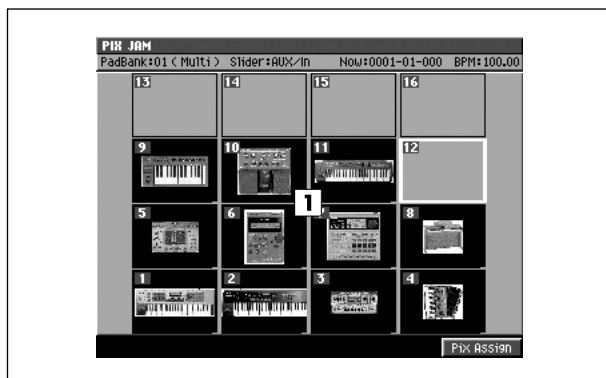 PIX JAM
PadBank:01 (Multi) Slider:AUX/In Now:0001-01-000 BPM:100.00
13 14 15 16
9 10 11 12
1
5 6 7 8
1 2 3 4
Pix Assign